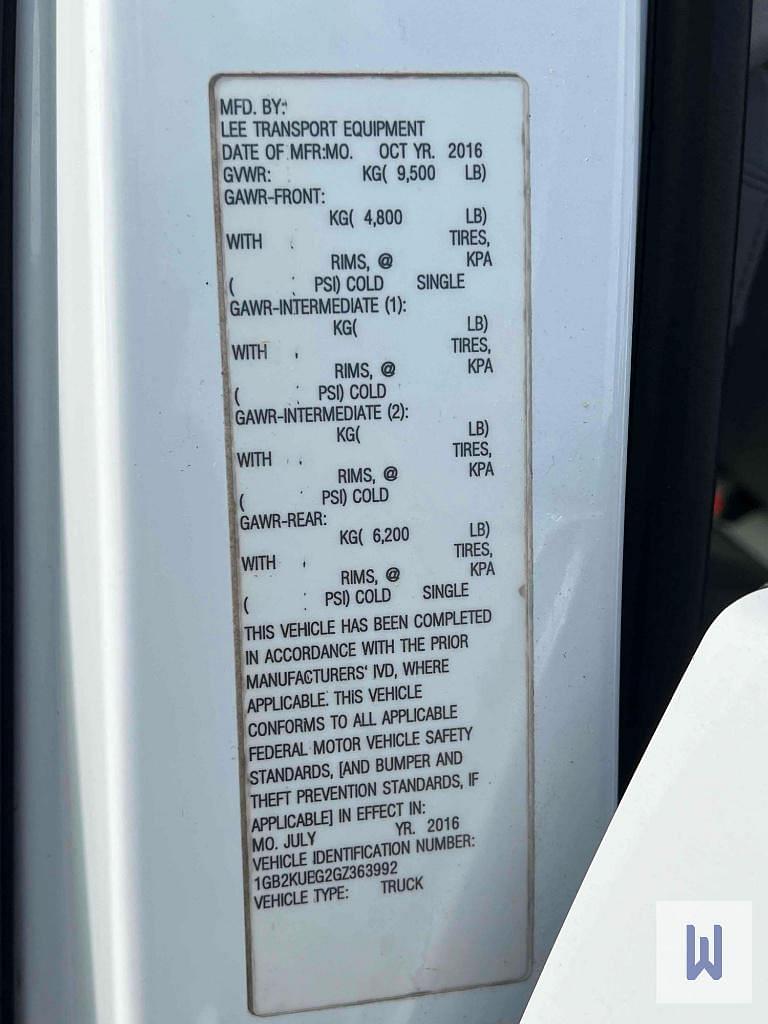 MFD. BY:
LEE TRANSPORT EQUIPMENT
DATE OF MFR:MO. OCT YR. 2016
GVWR: KG( 9,500 LB)
GAWR-FRONT:
KG( 4,800 LB)
WITH TIRES,
RIMS, @ KPA
( PSI) COLD SINGLE
GAWR-INTERMEDIATE (1):
KG( LB)
WITH TIRES,
RIMS, @ KPA
( PSI) COLD
GAWR-INTERMEDIATE (2):
KG( LB)
WITH TIRES,
RIMS, @ KPA
( PSI) COLD
GAWR-REAR:
KG( 6,200 LB)
WITH TIRES,
RIMS, @ KPA
( PSI) COLD SINGLE
THIS VEHICLE HAS BEEN COMPLETED
IN ACCORDANCE WITH THE PRIOR
MANUFACTURERS' IVD, WHERE
APPLICABLE. THIS VEHICLE
CONFORMS TO ALL APPLICABLE
FEDERAL MOTOR VEHICLE SAFETY
STANDARDS, [AND BUMPER AND
THEFT PREVENTION STANDARDS, IF
APPLICABLE] IN EFFECT IN:
MO. JULY YR. 2016
VEHICLE IDENTIFICATION NUMBER:
1GB2KUEG2GZ363992
VEHICLE TYPE: TRUCK
W